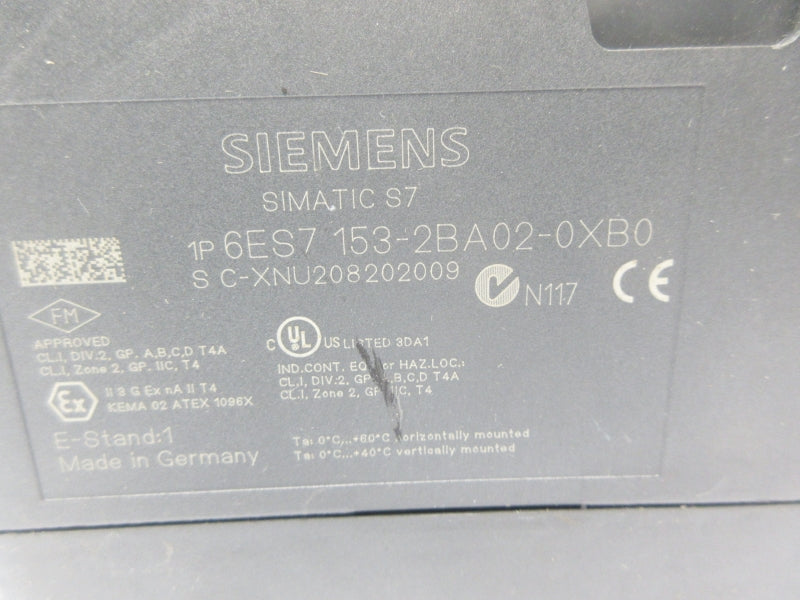 SIEMENS
SIMATIC S7
1P 6ES7 153-2BA02-0XB0
S C-XNU208202009
N117
CE
FM
APPROVED
CL.I, DIV.2, GP. A,B,C,D T4A
CL.I, Zone 2, GP. IIC, T4
Ex
II 3 G Ex nA II T4
KEMA 02 ATEX 1096X
C UL US LISTED 3DA1
IND.CONT. EQ. for HAZ.LOC.:
CL.I, DIV.2, GP. A,B,C,D T4A
CL.I, Zone 2, GP. IIC, T4
E-Stand:1
Made in Germany
Ta: 0°C...+60°C horizontally mounted
Ta: 0°C...+40°C vertically mounted